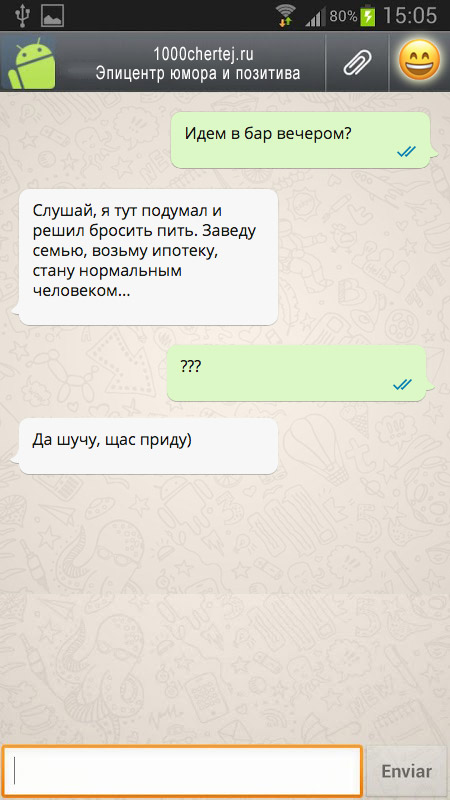 80% 15:05
1000chertej.ru
Эпицентр юмора и позитива
Идем в бар вечером?
Слушай, я тут подумал и
решил бросить пить. Заведу
семью, возьму ипотеку,
стану нормальным
человеком...
???
Да шучу, щас приду)
Enviar